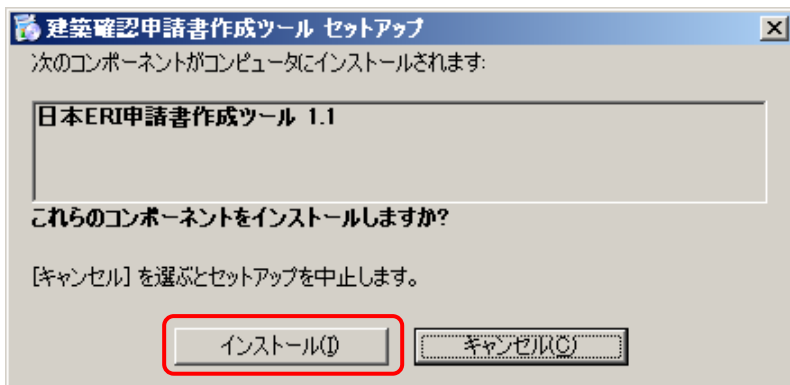 建築確認申請書作成ツール セットアップ
次のコンポーネントがコンピュータにインストールされます:
日本ERI申請書作成ツール 1.1
これらのコンポーネントをインストールしますか?
[キャンセル] を選ぶとセットアップを中止します。
インストール(I) キャンセル(C)